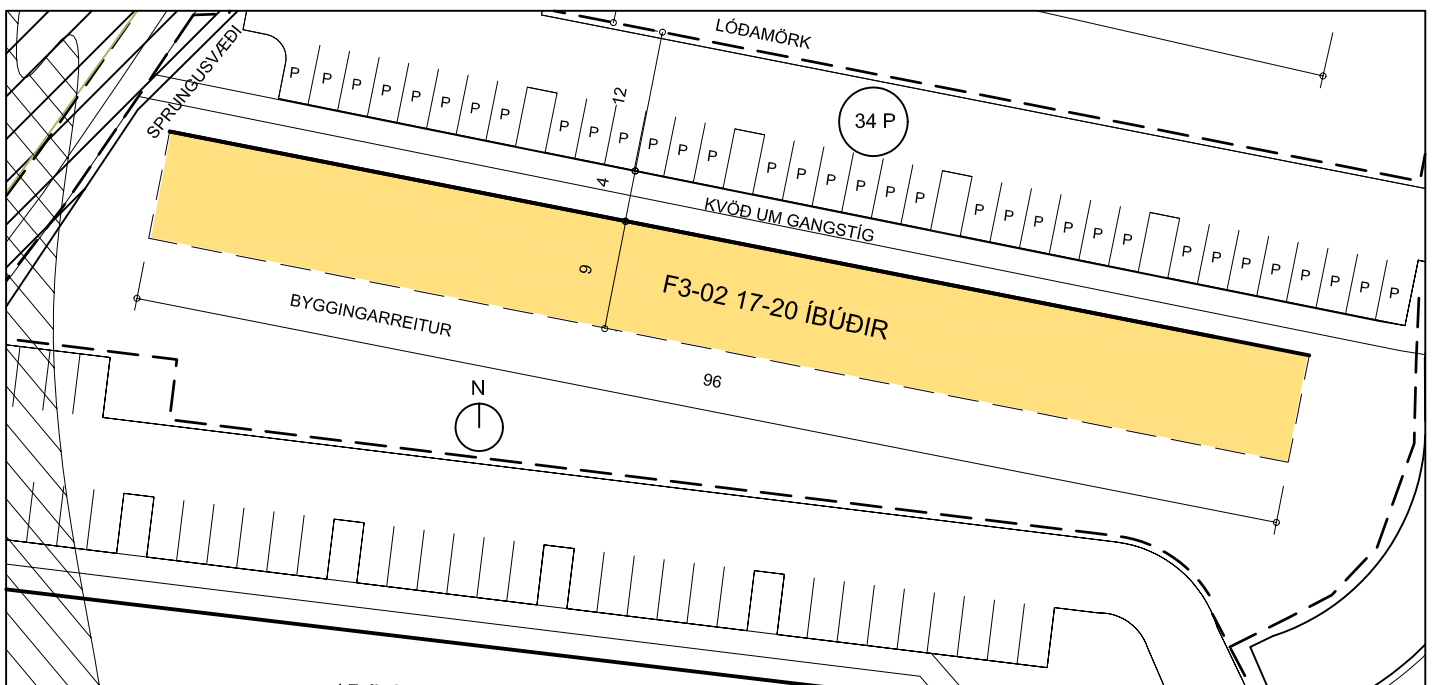 LÓÐAMÖRK
SPRUNGUSVÆÐI
P P P P P P P P P P P P P P P P P P P P P P P P P P P P P P P P P P
12
34 P
4
KVÖÐ UM GANGSTÍG
9
F3-02 17-20 ÍBÚÐIR
BYGGINGARREITUR
96
N